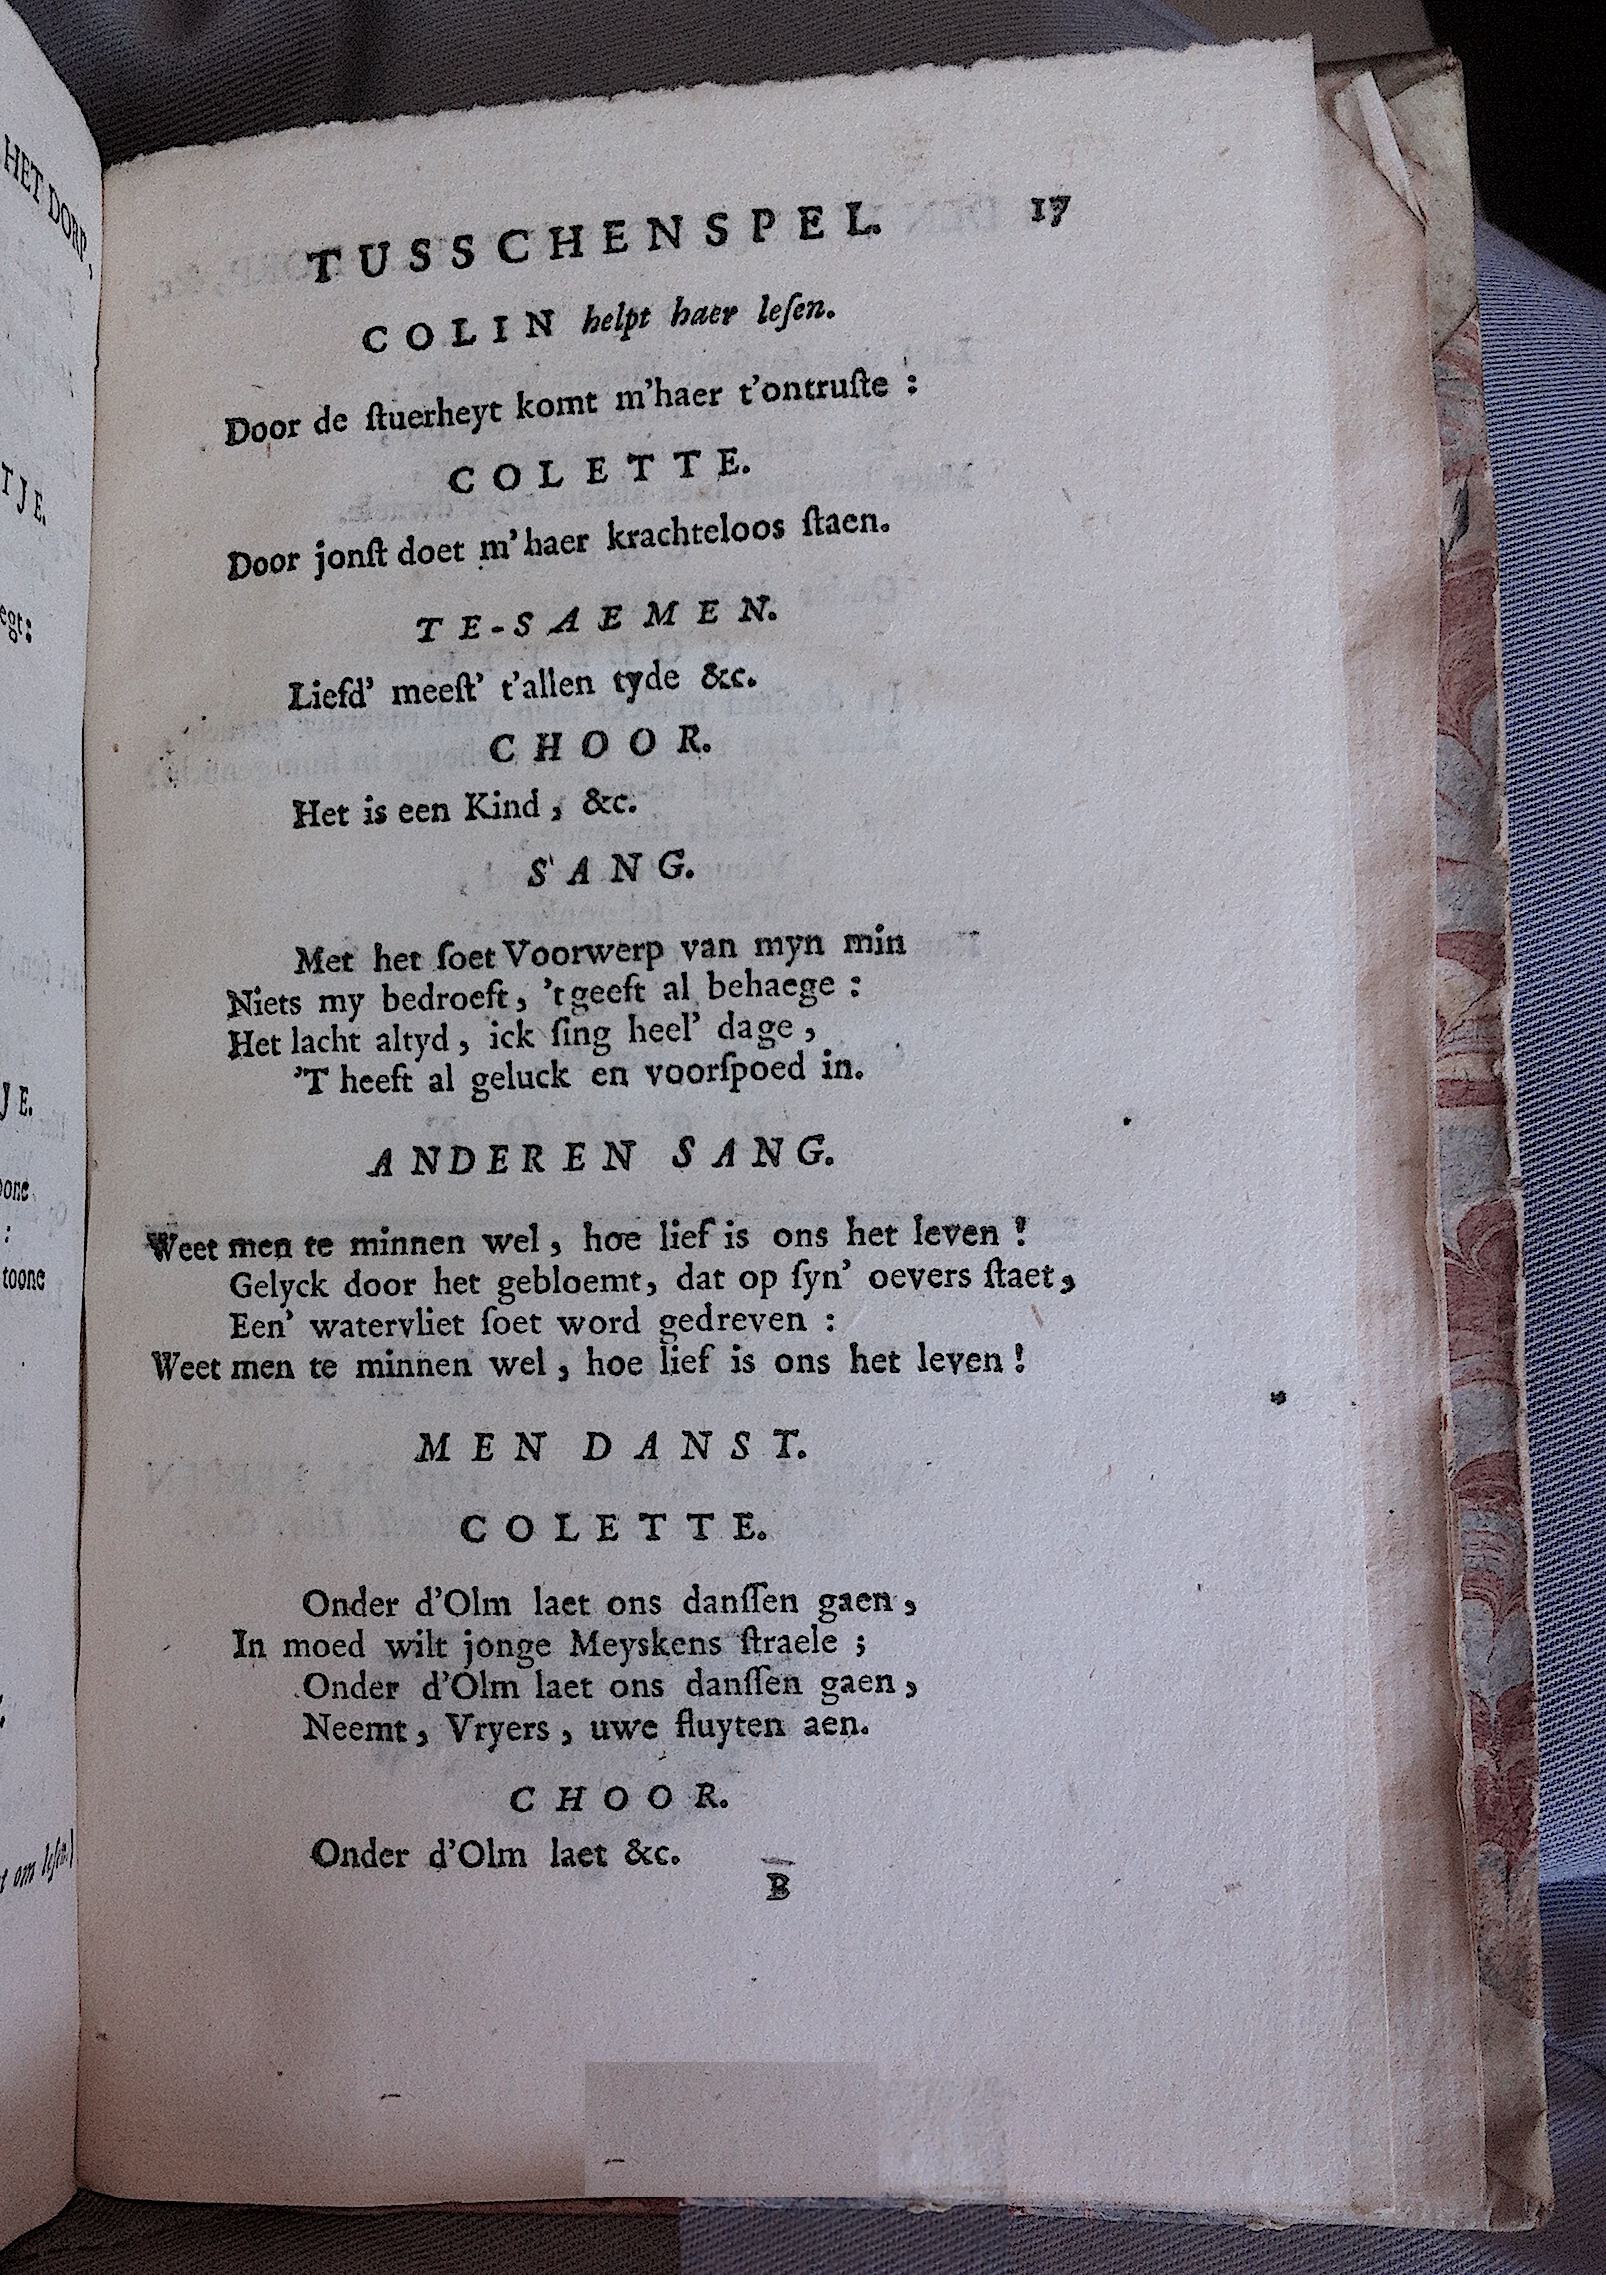 HET DORP,
TJE.
egt:
JE.
:
toone
TUSSCHENSPEL. 17
COLIN helpt haer leſen.
Door de ſtuerheyt komt m'haer t'ontruſte :
COLETTE.
Door jonſt doet m'haer krachteloos ſtaen.
TE-SAEMEN.
Liefd' meeſt' t'allen tyde &c.
CHOOR.
Het is een Kind, &c.
SANG.
Met het ſoet Voorwerp van myn min
Niets my bedroeft, 't geeft al behaege :
Het lacht altyd, ick ſing heel' dage,
'T heeft al geluck en voorſpoed in.
ANDEREN SANG.
Weet men te minnen wel, hoe lief is ons het leven !
Gelyck door het gebloemt, dat op ſyn' oevers ſtaet,
Een' watervliet ſoet word gedreven :
Weet men te minnen wel, hoe lief is ons het leven !
MEN DANST.
COLETTE.
Onder d'Olm laet ons danſſen gaen,
In moed wilt jonge Meyskens ſtraele ;
Onder d'Olm laet ons danſſen gaen,
Neemt, Vryers, uwe fluyten aen.
CHOOR.
Onder d'Olm laet &c.
B